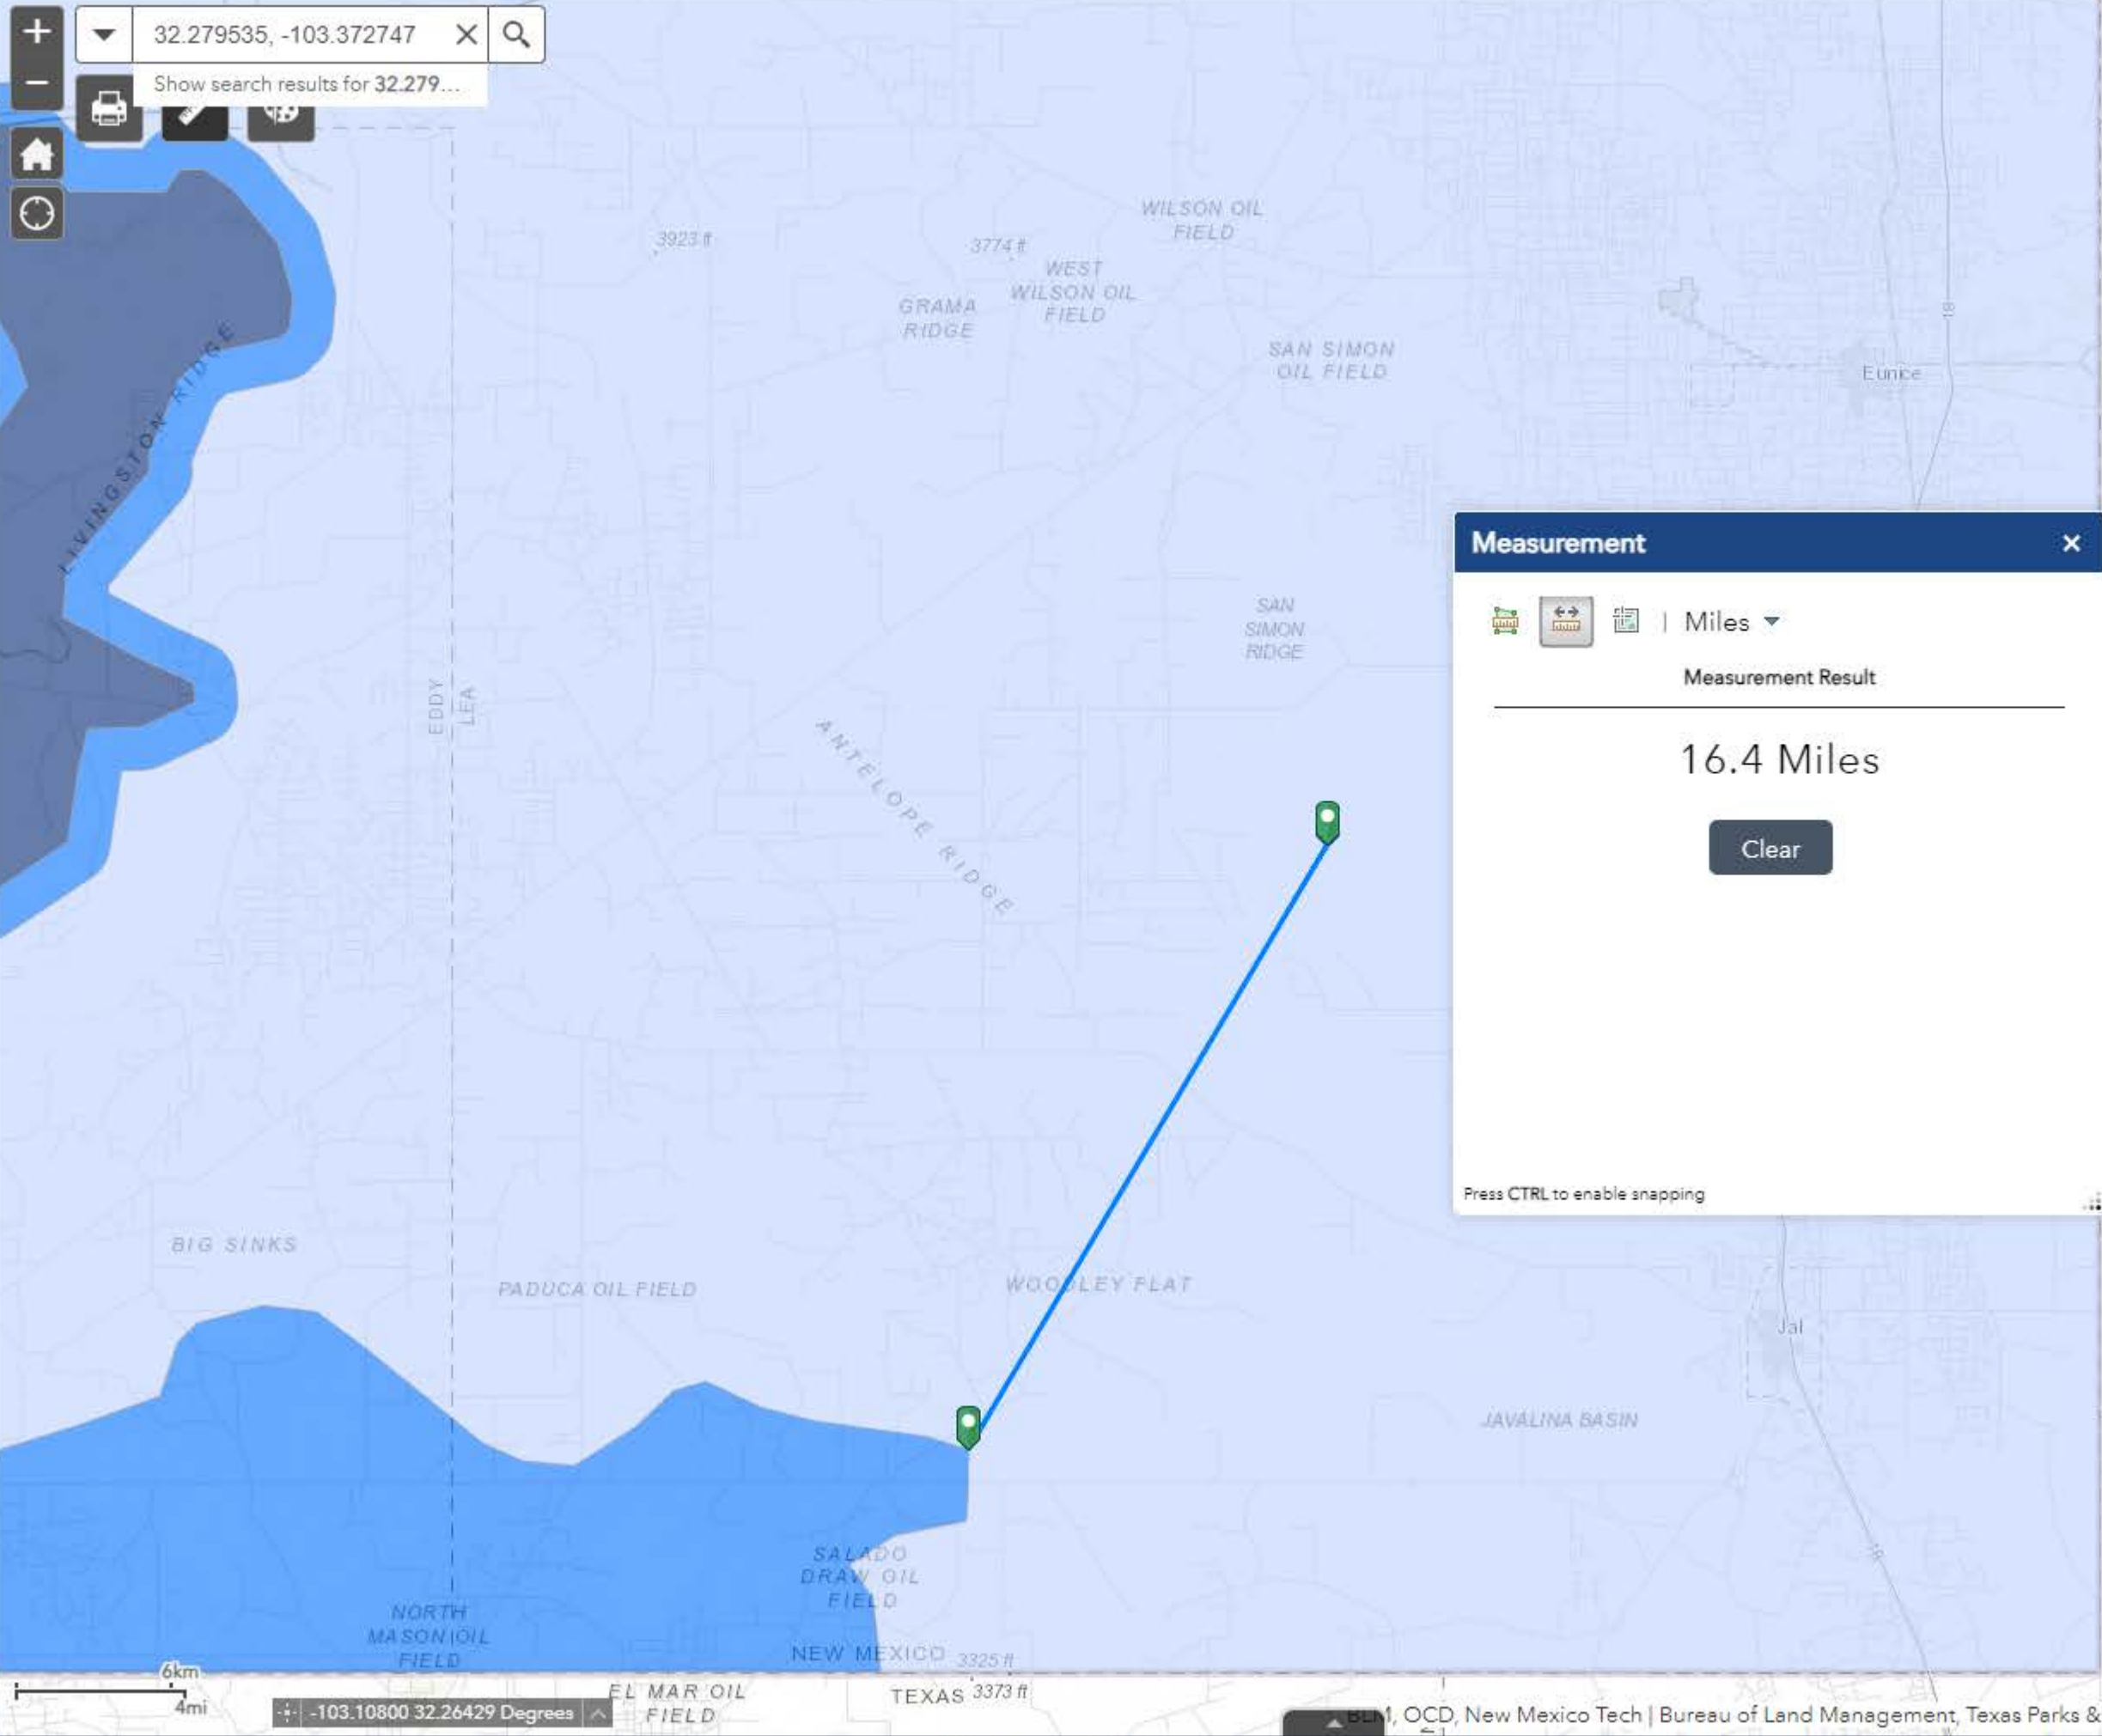 +
32.279535, -103.372747
Show search results for 32.279...
−
WILSON OIL
FIELD
3923 ft
3774 ft
WEST
WILSON OIL
FIELD
GRAMA
RIDGE
18
SAN SIMON
OIL FIELD
Eunice
LIVINGSTON RIDGE
Measurement
SAN
SIMON
RIDGE
Miles
Measurement Result
EDDY
LEA
16.4 Miles
ANTELOPE RIDGE
Clear
Press CTRL to enable snapping
BIG SINKS
PADUCA OIL FIELD
WOODLEY FLAT
Jal
JAVALINA BASIN
18
SALADO
DRAW OIL
FIELD
NORTH
MASON OIL
FIELD
NEW MEXICO
3325 ft
6km
4mi
EL MAR OIL
FIELD
TEXAS
3373 ft
-103.10800 32.26429 Degrees
BLM, OCD, New Mexico Tech | Bureau of Land Management, Texas Parks &